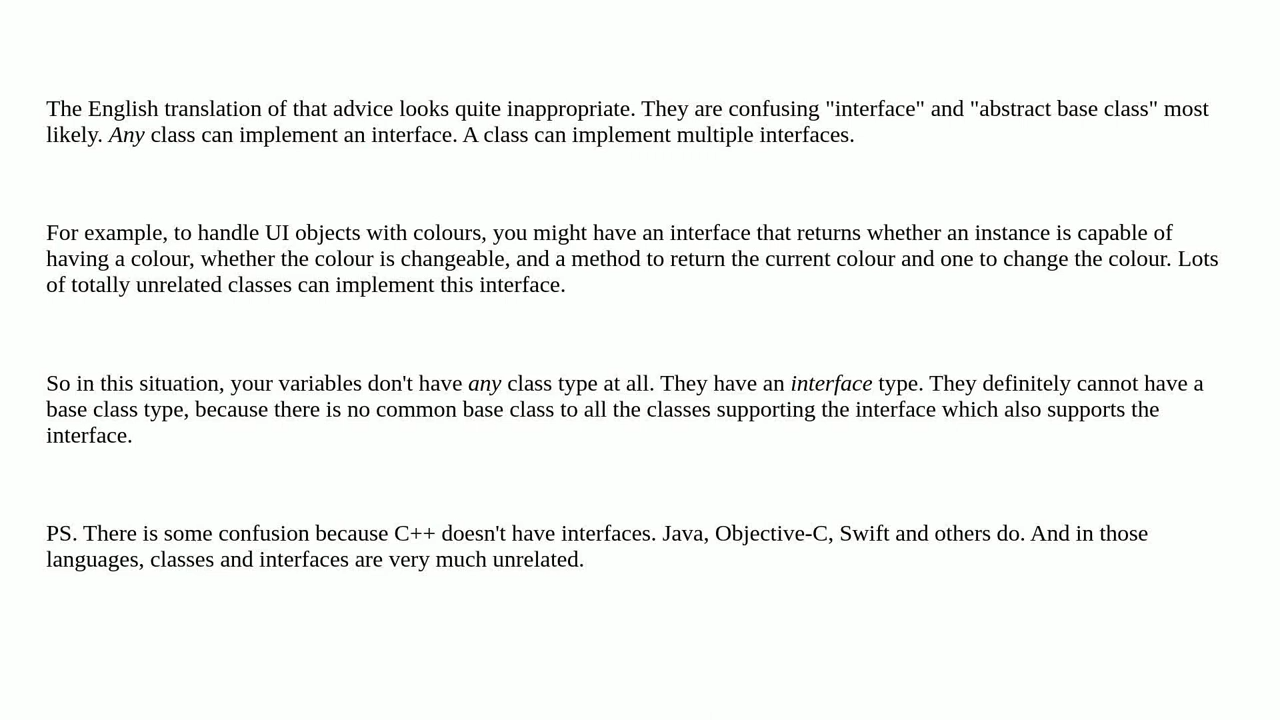 The English translation of that advice looks quite inappropriate. They are confusing "interface" and "abstract base class" most
likely. Any class can implement an interface. A class can implement multiple interfaces.
For example, to handle UI objects with colours, you might have an interface that returns whether an instance is capable of
having a colour, whether the colour is changeable, and a method to return the current colour and one to change the colour. Lots
of totally unrelated classes can implement this interface.
So in this situation, your variables don't have any class type at all. They have an interface type. They definitely cannot have a
base class type, because there is no common base class to all the classes supporting the interface which also supports the
interface.
PS. There is some confusion because C++ doesn't have interfaces. Java, Objective-C, Swift and others do. And in those
languages, classes and interfaces are very much unrelated.